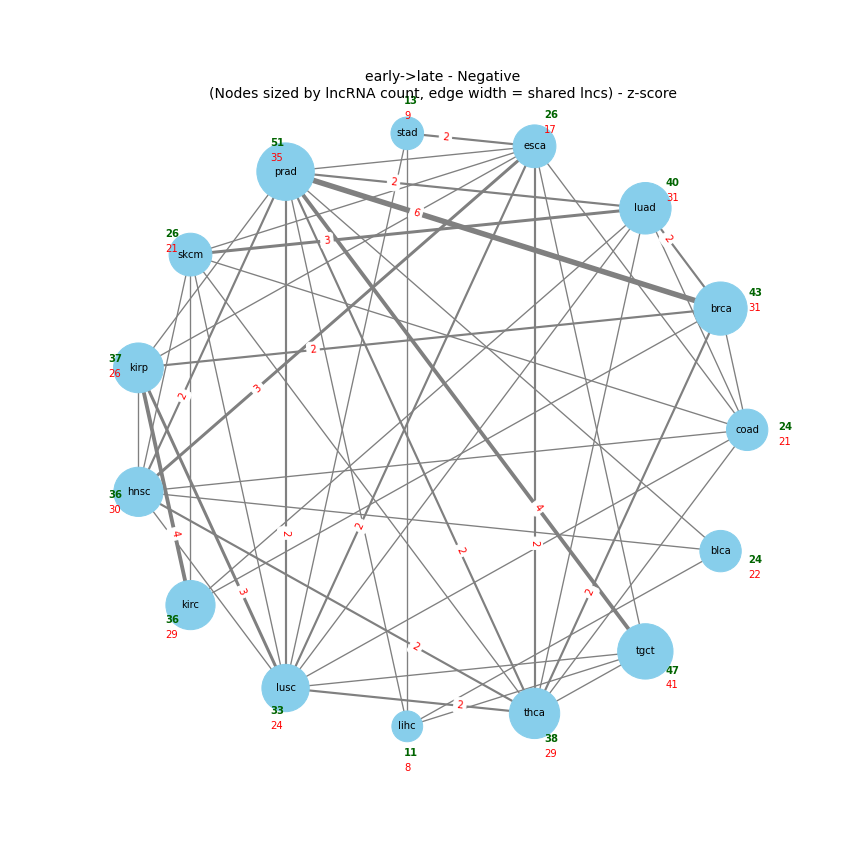 early->late - Negative
(Nodes sized by lncRNA count, edge width = shared lncs) - z-score
13
9
stad
2
26
17
esca
51
35
prad
2
40
31
luad
6
2
26
21
skcm
3
43
31
brca
2
37
26
kirp
3
2
24
21
coad
36
30
hnsc
4
4
2
2
2
2
2
24
22
blca
3
2
36
29
kirc
2
47
41
tgct
33
24
lusc
2
lihc
11
8
thca
38
29